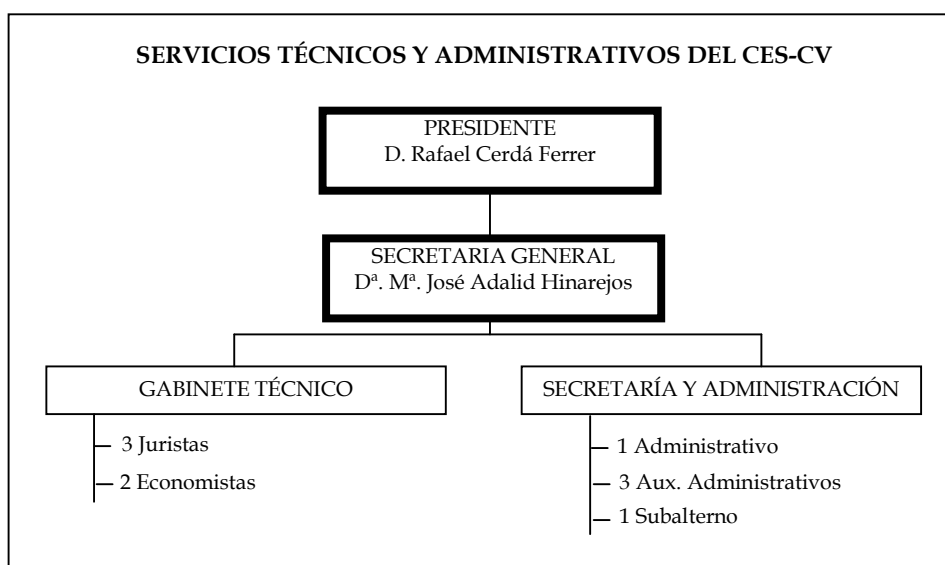 SERVICIOS TÉCNICOS Y ADMINISTRATIVOS DEL CES-CV
PRESIDENTE
D. Rafael Cerdá Ferrer
SECRETARIA GENERAL
Dª. Mª. José Adalid Hinarejos
GABINETE TÉCNICO
3 Juristas
2 Economistas
SECRETARÍA Y ADMINISTRACIÓN
1 Administrativo
3 Aux. Administrativos
1 Subalterno